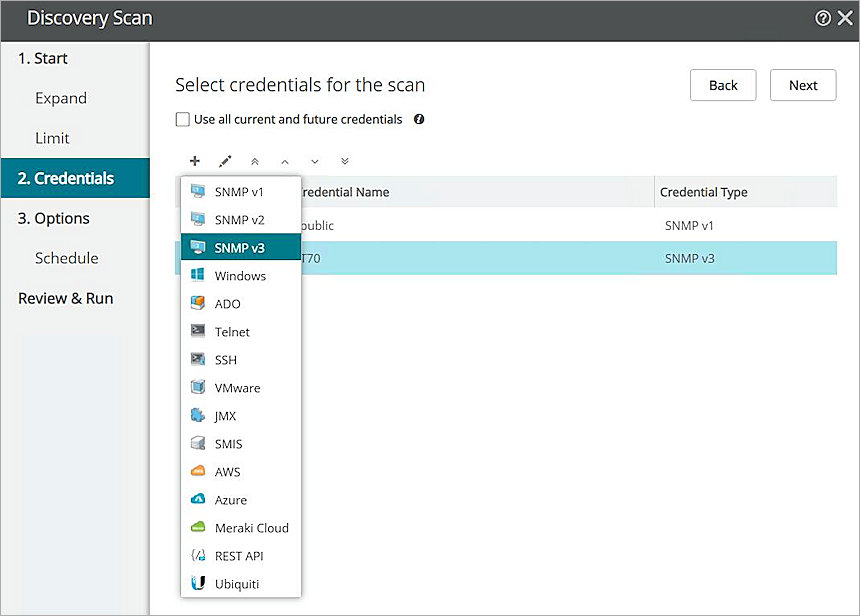 Discovery Scan
1. Start
Expand
Limit
2. Credentials
3. Options
Schedule
Review & Run
Select credentials for the scan
Back
Next
Use all current and future credentials
SNMP v1
SNMP v2
SNMP v3
Windows
ADO
Telnet
SSH
VMware
JMX
SMIS
AWS
Azure
Meraki Cloud
REST API
Ubiquiti
redential Name
Credential Type
public
SNMP v1
T70
SNMP v3